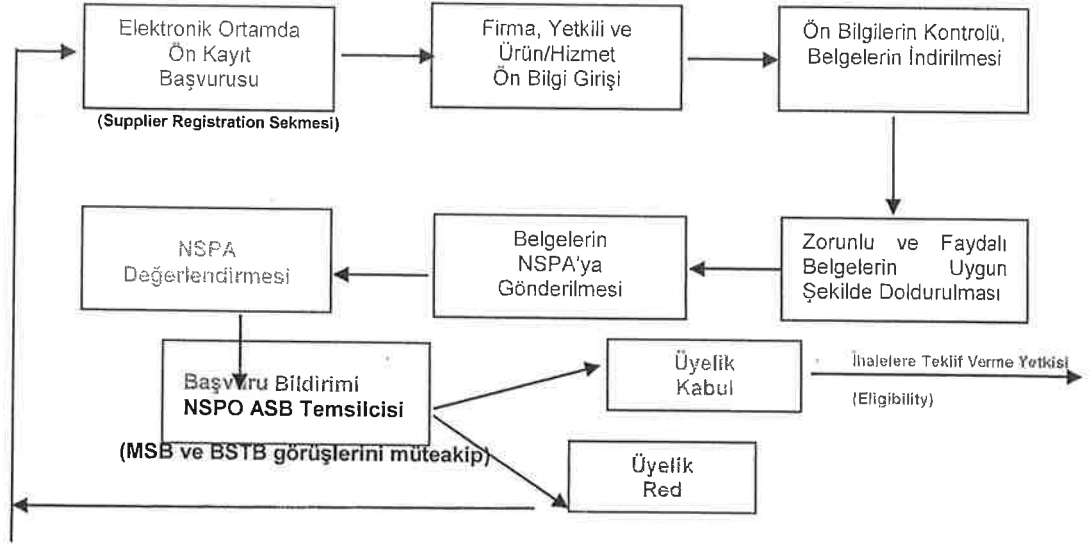 Elektronik Ortamda
Ön Kayıt
Başvurusu
(Supplier Registration Sekmesi)
Firma, Yetkili ve
Ürün/Hizmet
Ön Bilgi Girişi
Ön Bilgilerin Kontrolü,
Belgelerin İndirilmesi
Zorunlu ve Faydalı
Belgelerin Uygun
Şekilde Doldurulması
Belgelerin
NSPA'ya
Gönderilmesi
NSPA
Değerlendirmesi
Başvuru Bildirimi
NSPO ASB Temsilcisi
(MSB ve BSTB görüşlerini müteakip)
Üyelik
Kabul
İhalelere Teklif Verme Yetkisi
(Eligibility)
Üyelik
Red